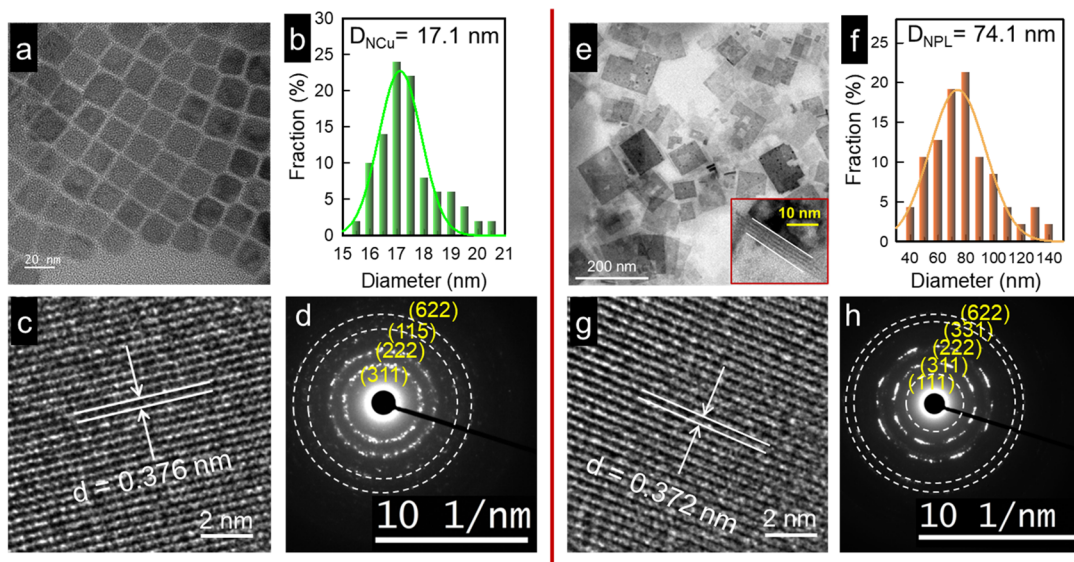 a
20 nm
b
D_NCu = 17.1 nm
Fraction (%)
30
25
20
15
10
5
0
15 16 17 18 19 20 21
Diameter (nm)
c
d = 0.376 nm
2 nm
d
(622)
(115)
(222)
(311)
10 1/nm
e
200 nm
10 nm
f
D_NPL = 74.1 nm
Fraction (%)
25
20
15
10
5
0
40 60 80 100 120 140
Diameter (nm)
g
d = 0.372 nm
2 nm
h
(622)
(331)
(222)
(311)
(111)
10 1/nm